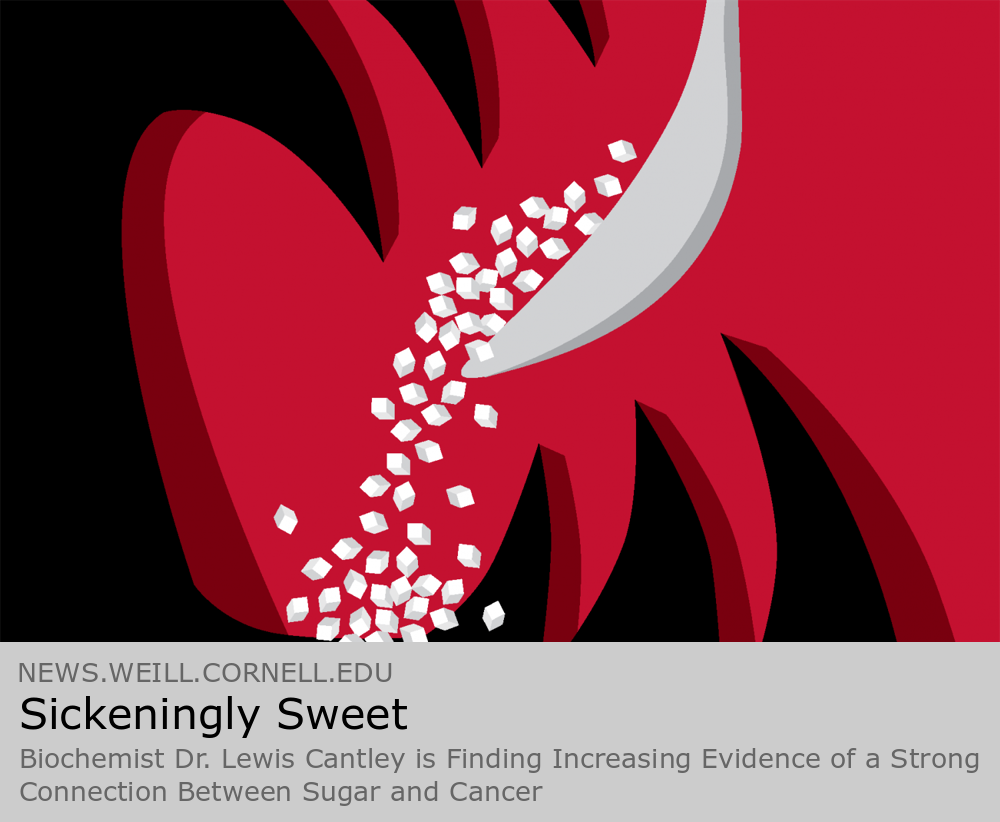 NEWS.WEILL.CORNELL.EDU
Sickeningly Sweet
Biochemist Dr. Lewis Cantley is Finding Increasing Evidence of a Strong
Connection Between Sugar and Cancer